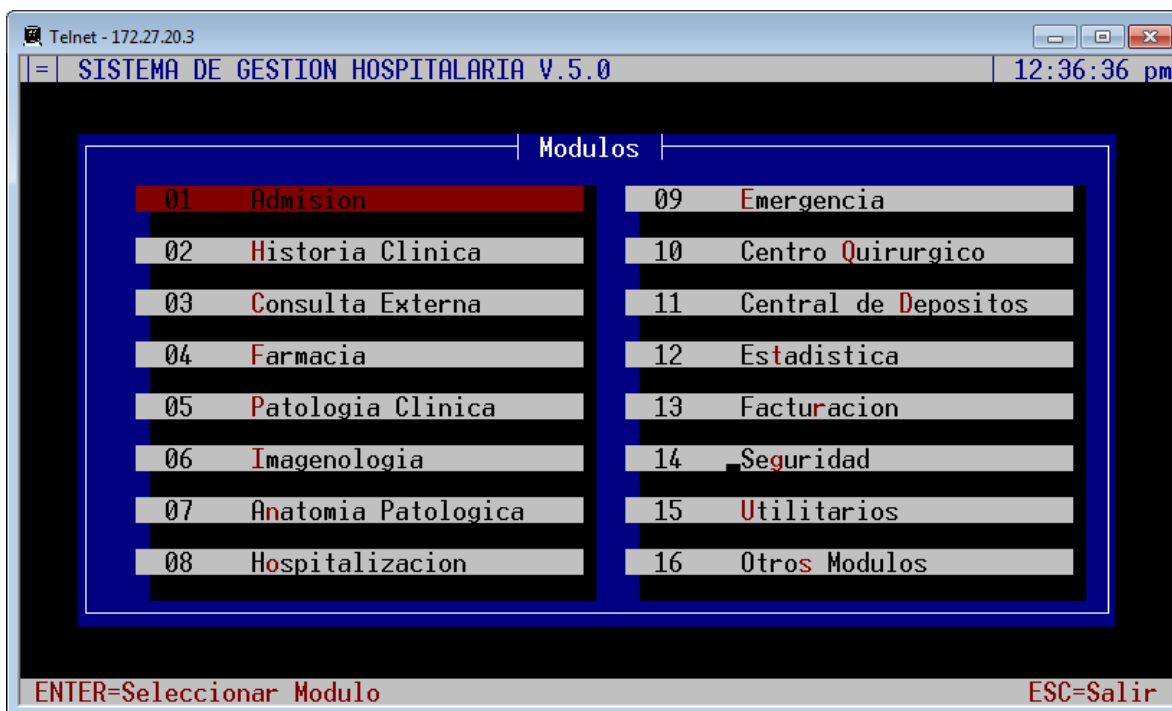 Telnet - 172.27.20.3
|=| SISTEMA DE GESTION HOSPITALARIA V.5.0 | 12:36:36 pm
Modulos
01 Admision
02 Historia Clinica
03 Consulta Externa
04 Farmacia
05 Patologia Clinica
06 Imagenologia
07 Anatomia Patologica
08 Hospitalizacion
09 Emergencia
10 Centro Quirurgico
11 Central de Depositos
12 Estadistica
13 Facturacion
14 Seguridad
15 Utilitarios
16 Otros Modulos
ENTER=Seleccionar Modulo ESC=Salir